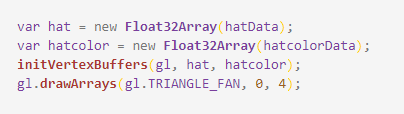 var hat = new Float32Array(hatData);
var hatcolor = new Float32Array(hatcolorData);
initVertexBuffers(gl, hat, hatcolor);
gl.drawArrays(gl.TRIANGLE_FAN, 0, 4);